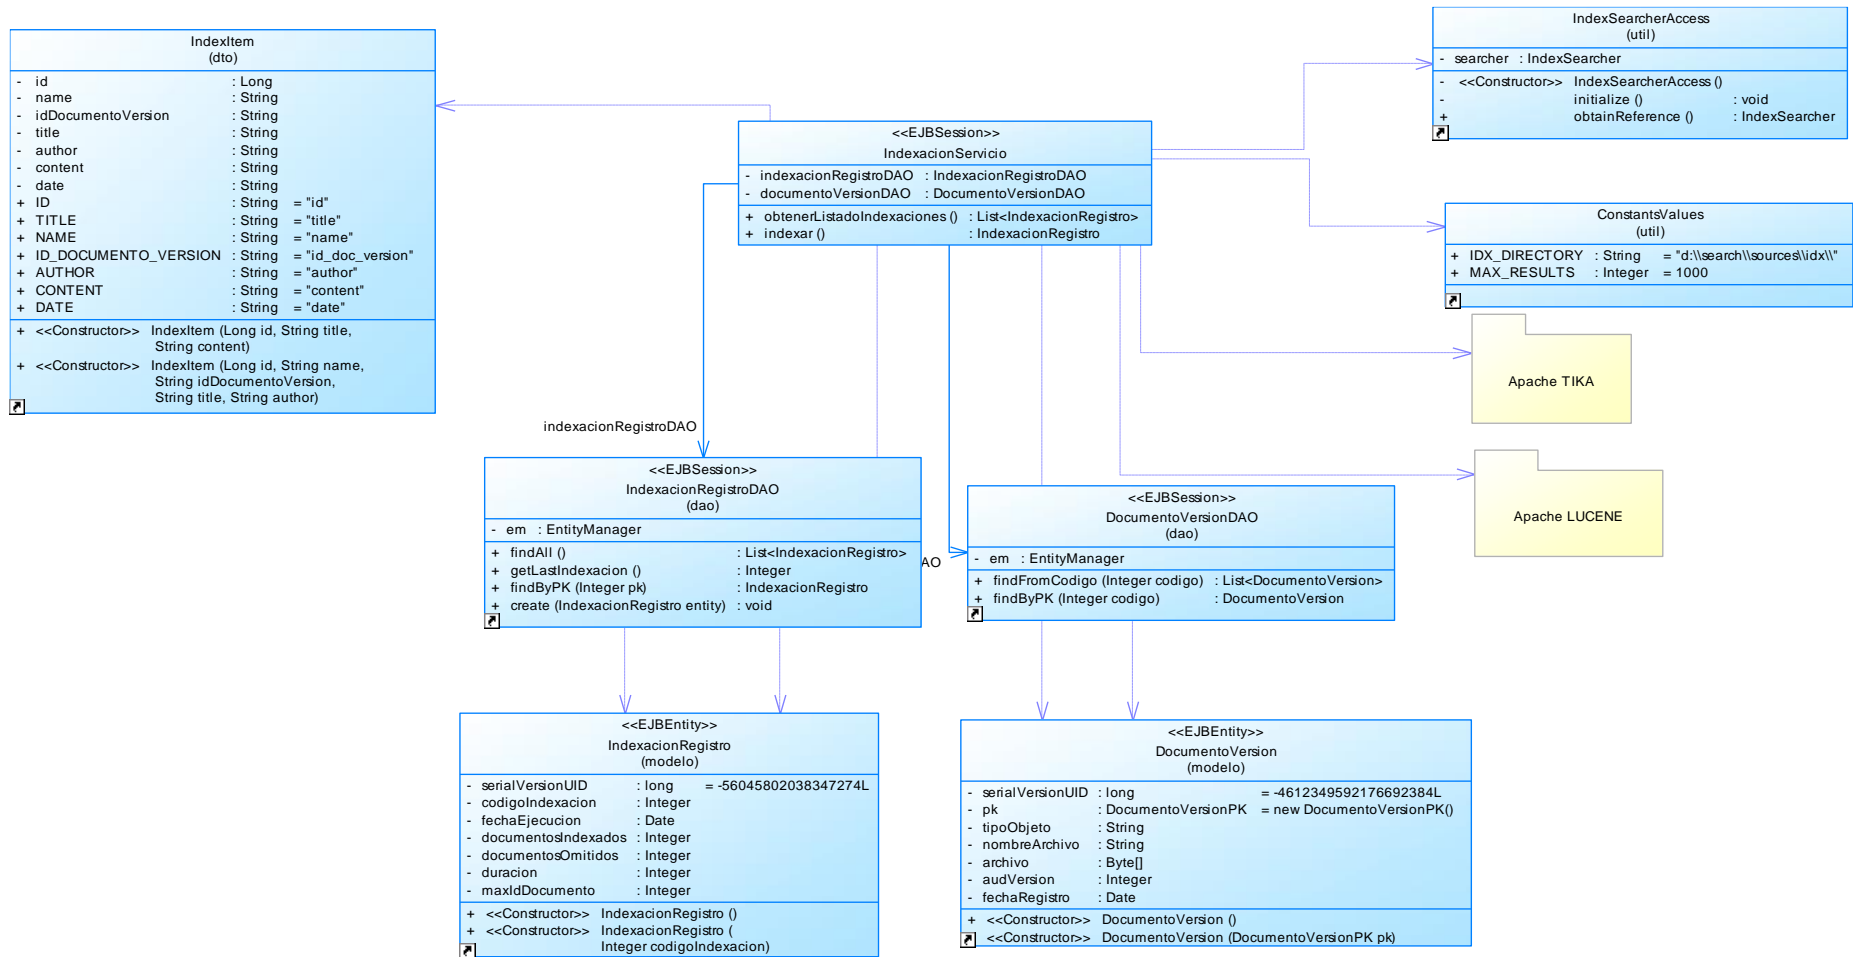 IndexItem
(dto)
- id : Long
- name : String
- idDocumentoVersion : String
- title : String
- author : String
- content : String
- date : String
+ ID : String = "id"
+ TITLE : String = "title"
+ NAME : String = "name"
+ ID_DOCUMENTO_VERSION : String = "id_doc_version"
+ AUTHOR : String = "author"
+ CONTENT : String = "content"
+ DATE : String = "date"
+ <<Constructor>> IndexItem (Long id, String title,
String content)
+ <<Constructor>> IndexItem (Long id, String name,
String idDocumentoVersion,
String title, String author)
<<EJBSession>>
IndexacionServicio
- indexacionRegistroDAO : IndexacionRegistroDAO
- documentoVersionDAO : DocumentoVersionDAO
+ obtenerListadoIndexaciones () : List<IndexacionRegistro>
+ indexar () : IndexacionRegistro
IndexSearcherAccess
(util)
- searcher : IndexSearcher
- <<Constructor>> IndexSearcherAccess ()
- initialize () : void
+ obtainReference () : IndexSearcher
ConstantsValues
(util)
+ IDX_DIRECTORY : String = "d:\\search\\sources\\idx\\"
+ MAX_RESULTS : Integer = 1000
Apache TIKA
Apache LUCENE
indexacionRegistroDAO
<<EJBSession>>
IndexacionRegistroDAO
(dao)
- em : EntityManager
+ findAll () : List<IndexacionRegistro>
+ getLastIndexacion () : Integer
+ findByPK (Integer pk) : IndexacionRegistro
+ create (IndexacionRegistro entity) : void
AO
<<EJBSession>>
DocumentoVersionDAO
(dao)
- em : EntityManager
+ findFromCodigo (Integer codigo) : List<DocumentoVersion>
+ findByPK (Integer codigo) : DocumentoVersion
<<EJBEntity>>
IndexacionRegistro
(modelo)
- serialVersionUID : long = -56045802038347274L
- codigoIndexacion : Integer
- fechaEjecucion : Date
- documentosIndexados : Integer
- documentosOmitidos : Integer
- duracion : Integer
- maxIdDocumento : Integer
+ <<Constructor>> IndexacionRegistro ()
+ <<Constructor>> IndexacionRegistro (
Integer codigoIndexacion)
<<EJBEntity>>
DocumentoVersion
(modelo)
- serialVersionUID : long = -4612349592176692384L
- pk : DocumentoVersionPK = new DocumentoVersionPK()
- tipoObjeto : String
- nombreArchivo : String
- archivo : Byte[]
- audVersion : Integer
- fechaRegistro : Date
+ <<Constructor>> DocumentoVersion ()
<<Constructor>> DocumentoVersion (DocumentoVersionPK pk)